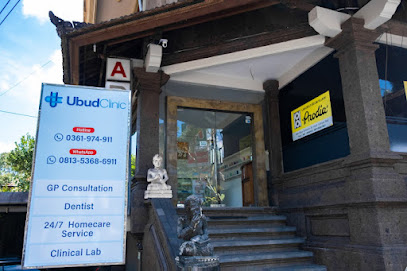 UbudClinic
Hotline
0361-974-911
WhatsApp
0813-5368-6911
GP Consultation
Dentist
24/7 Homecare
Service
Clinical Lab
A
Prodia